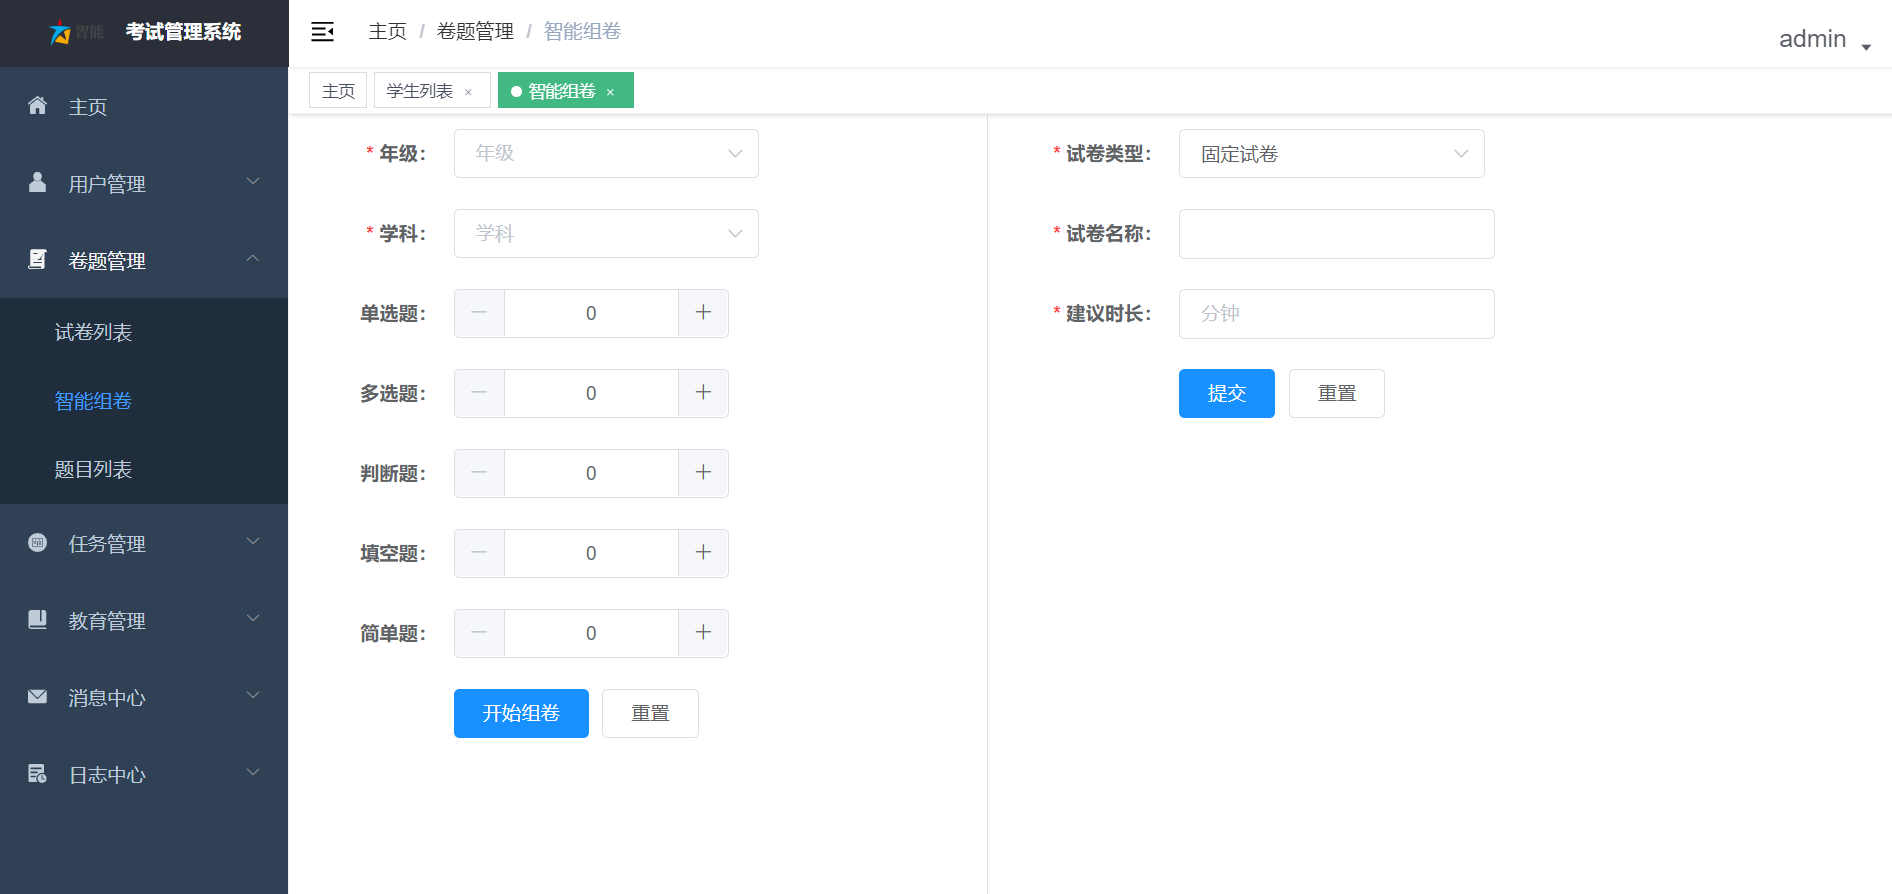 智能 考试管理系统
主页 / 卷题管理 / 智能组卷
admin
主页 学生列表 × 智能组卷 ×
主页
用户管理
卷题管理
试卷列表
智能组卷
题目列表
任务管理
教育管理
消息中心
日志中心
* 年级： 年级
* 学科： 学科
单选题： 0
多选题： 0
判断题： 0
填空题： 0
简单题： 0
开始组卷 重置
* 试卷类型： 固定试卷
* 试卷名称：
* 建议时长： 分钟
提交 重置